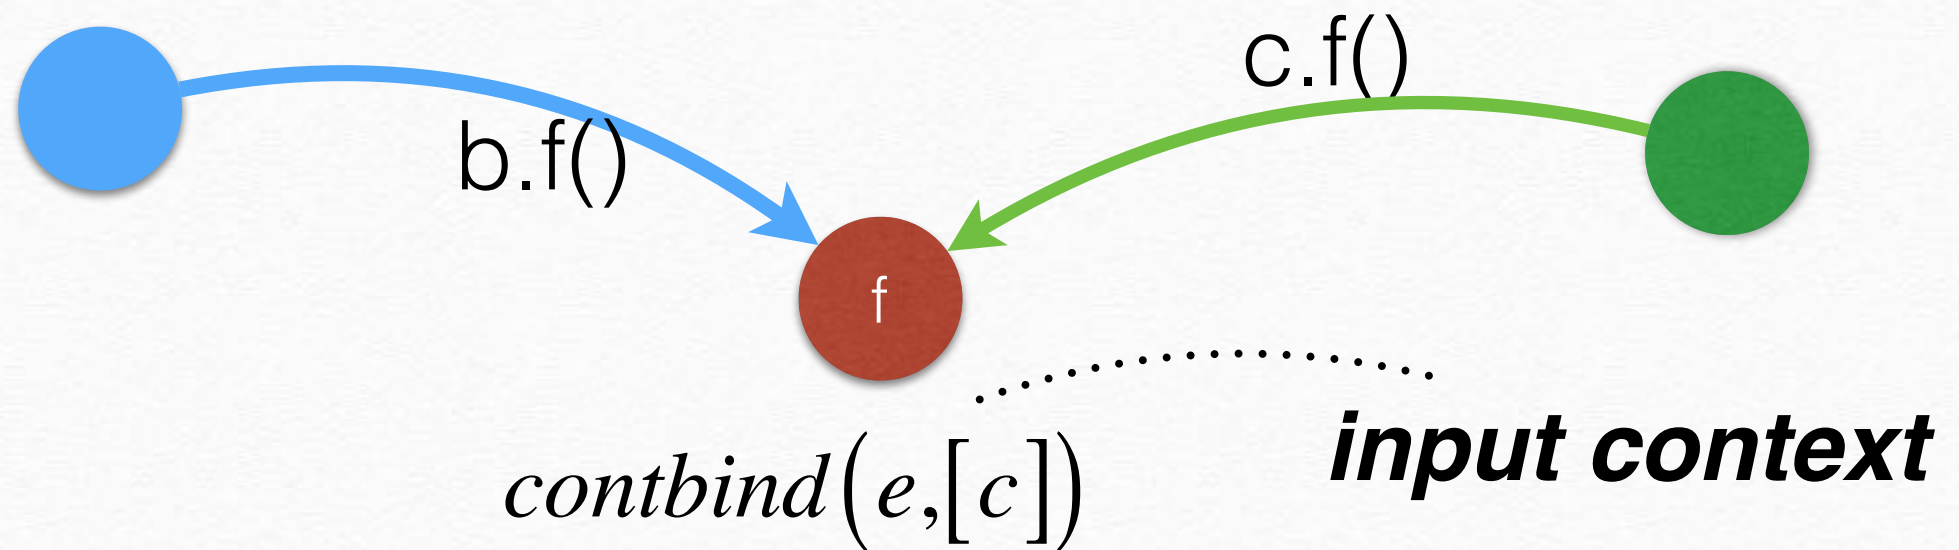 c.f()
b.f()
f
input context
contbind(e,[c])